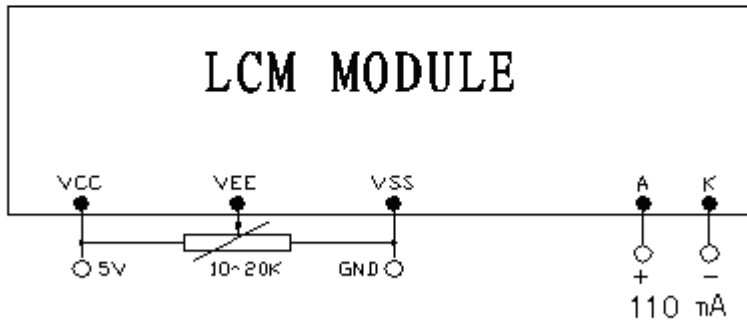 LCM MODULE
VCC VEE VSS A K
5V 10~20K GND + -
110 mA